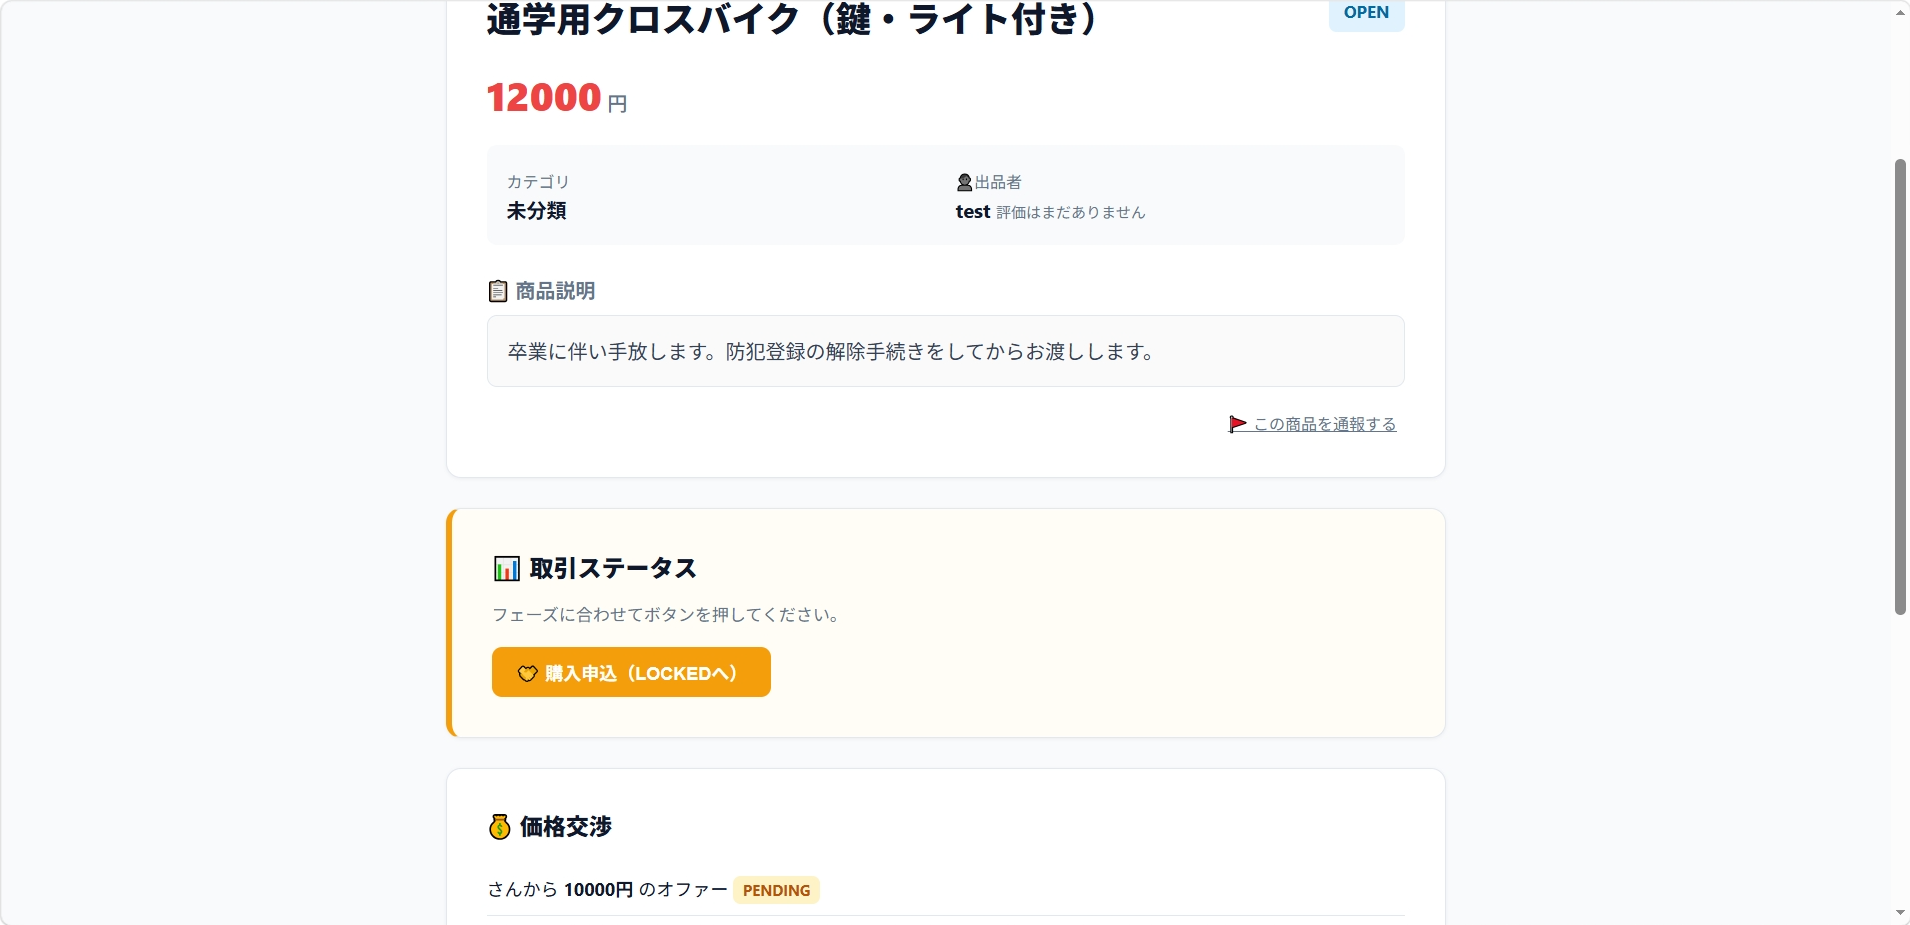 通学用クロスバイク（鍵・ライト付き）
OPEN
12000 円
カテゴリ
未分類
出品者
test 評価はまだありません
商品説明
卒業に伴い手放します。防犯登録の解除手続きをしてからお渡しします。
この商品を通報する
取引ステータス
フェーズに合わせてボタンを押してください。
購入申込（LOCKEDへ）
価格交渉
さんから 10000円 のオファー PENDING